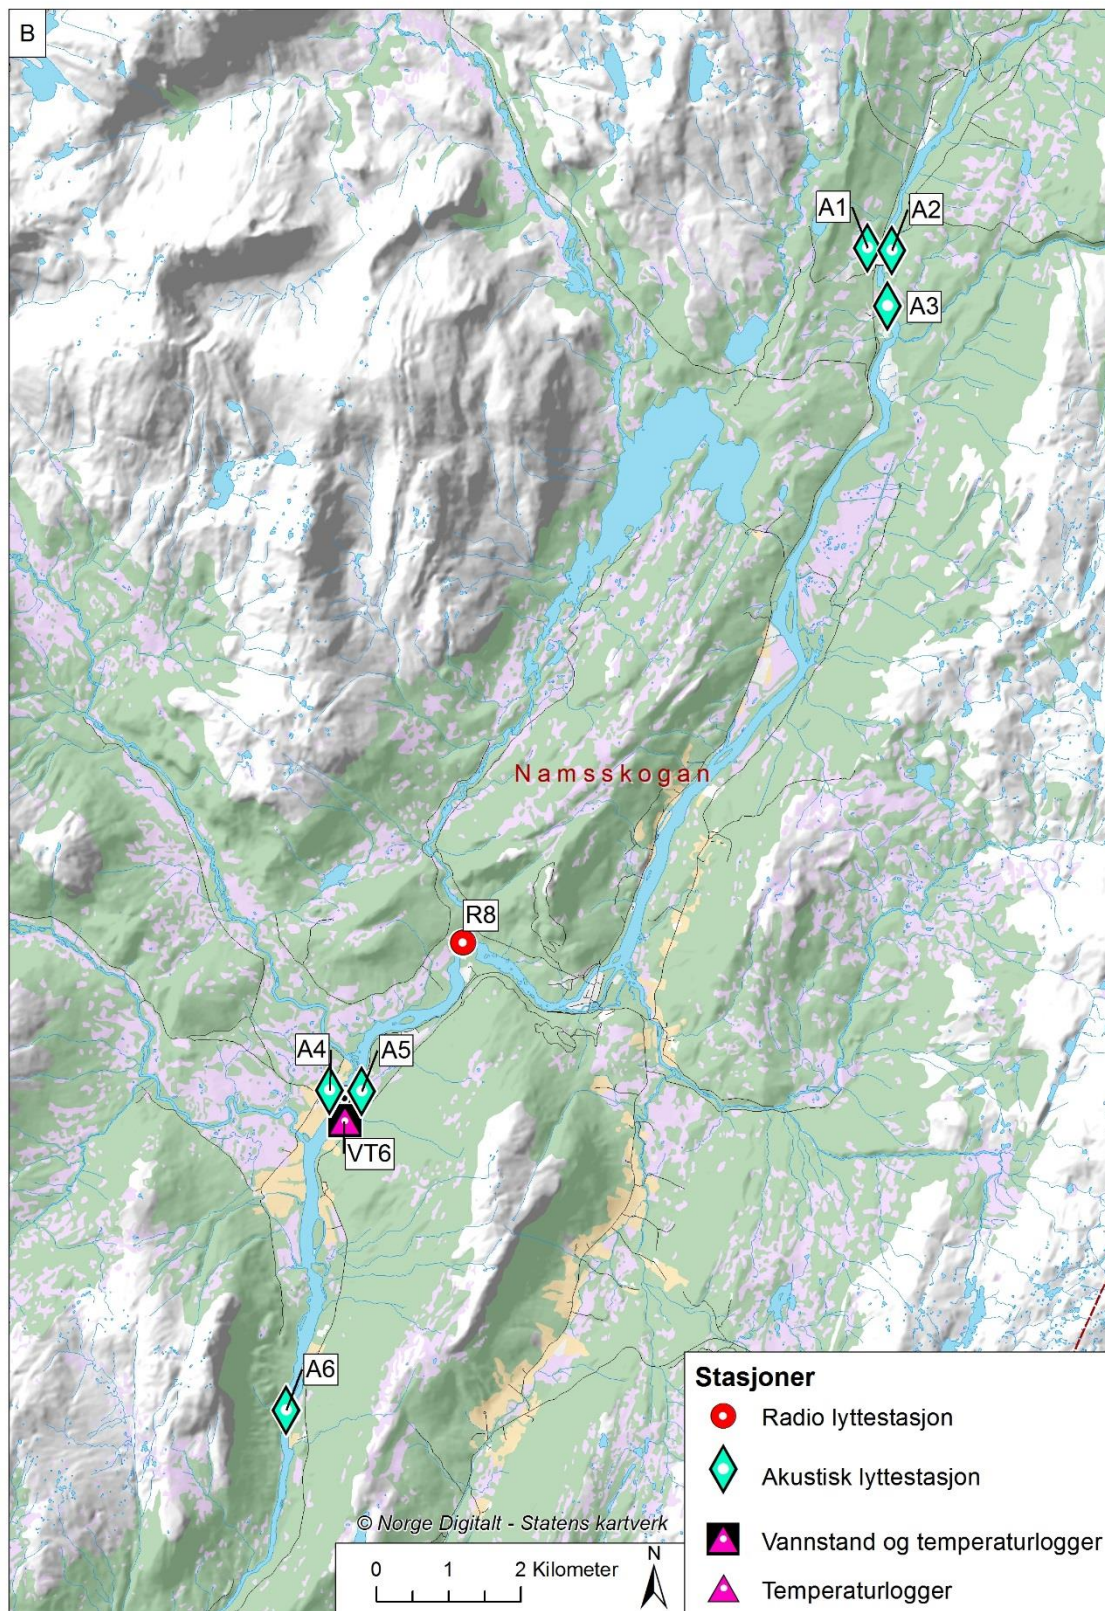 B
A1
A2
A3
Namsskogan
R8
A4
A5
VT6
A6
Stasjoner
Radio lyttestasjon
Akustisk lyttestasjon
Vannstand og temperaturlogger
Temperaturlogger
© Norge Digitalt - Statens kartverk
0 1 2 Kilometer
N